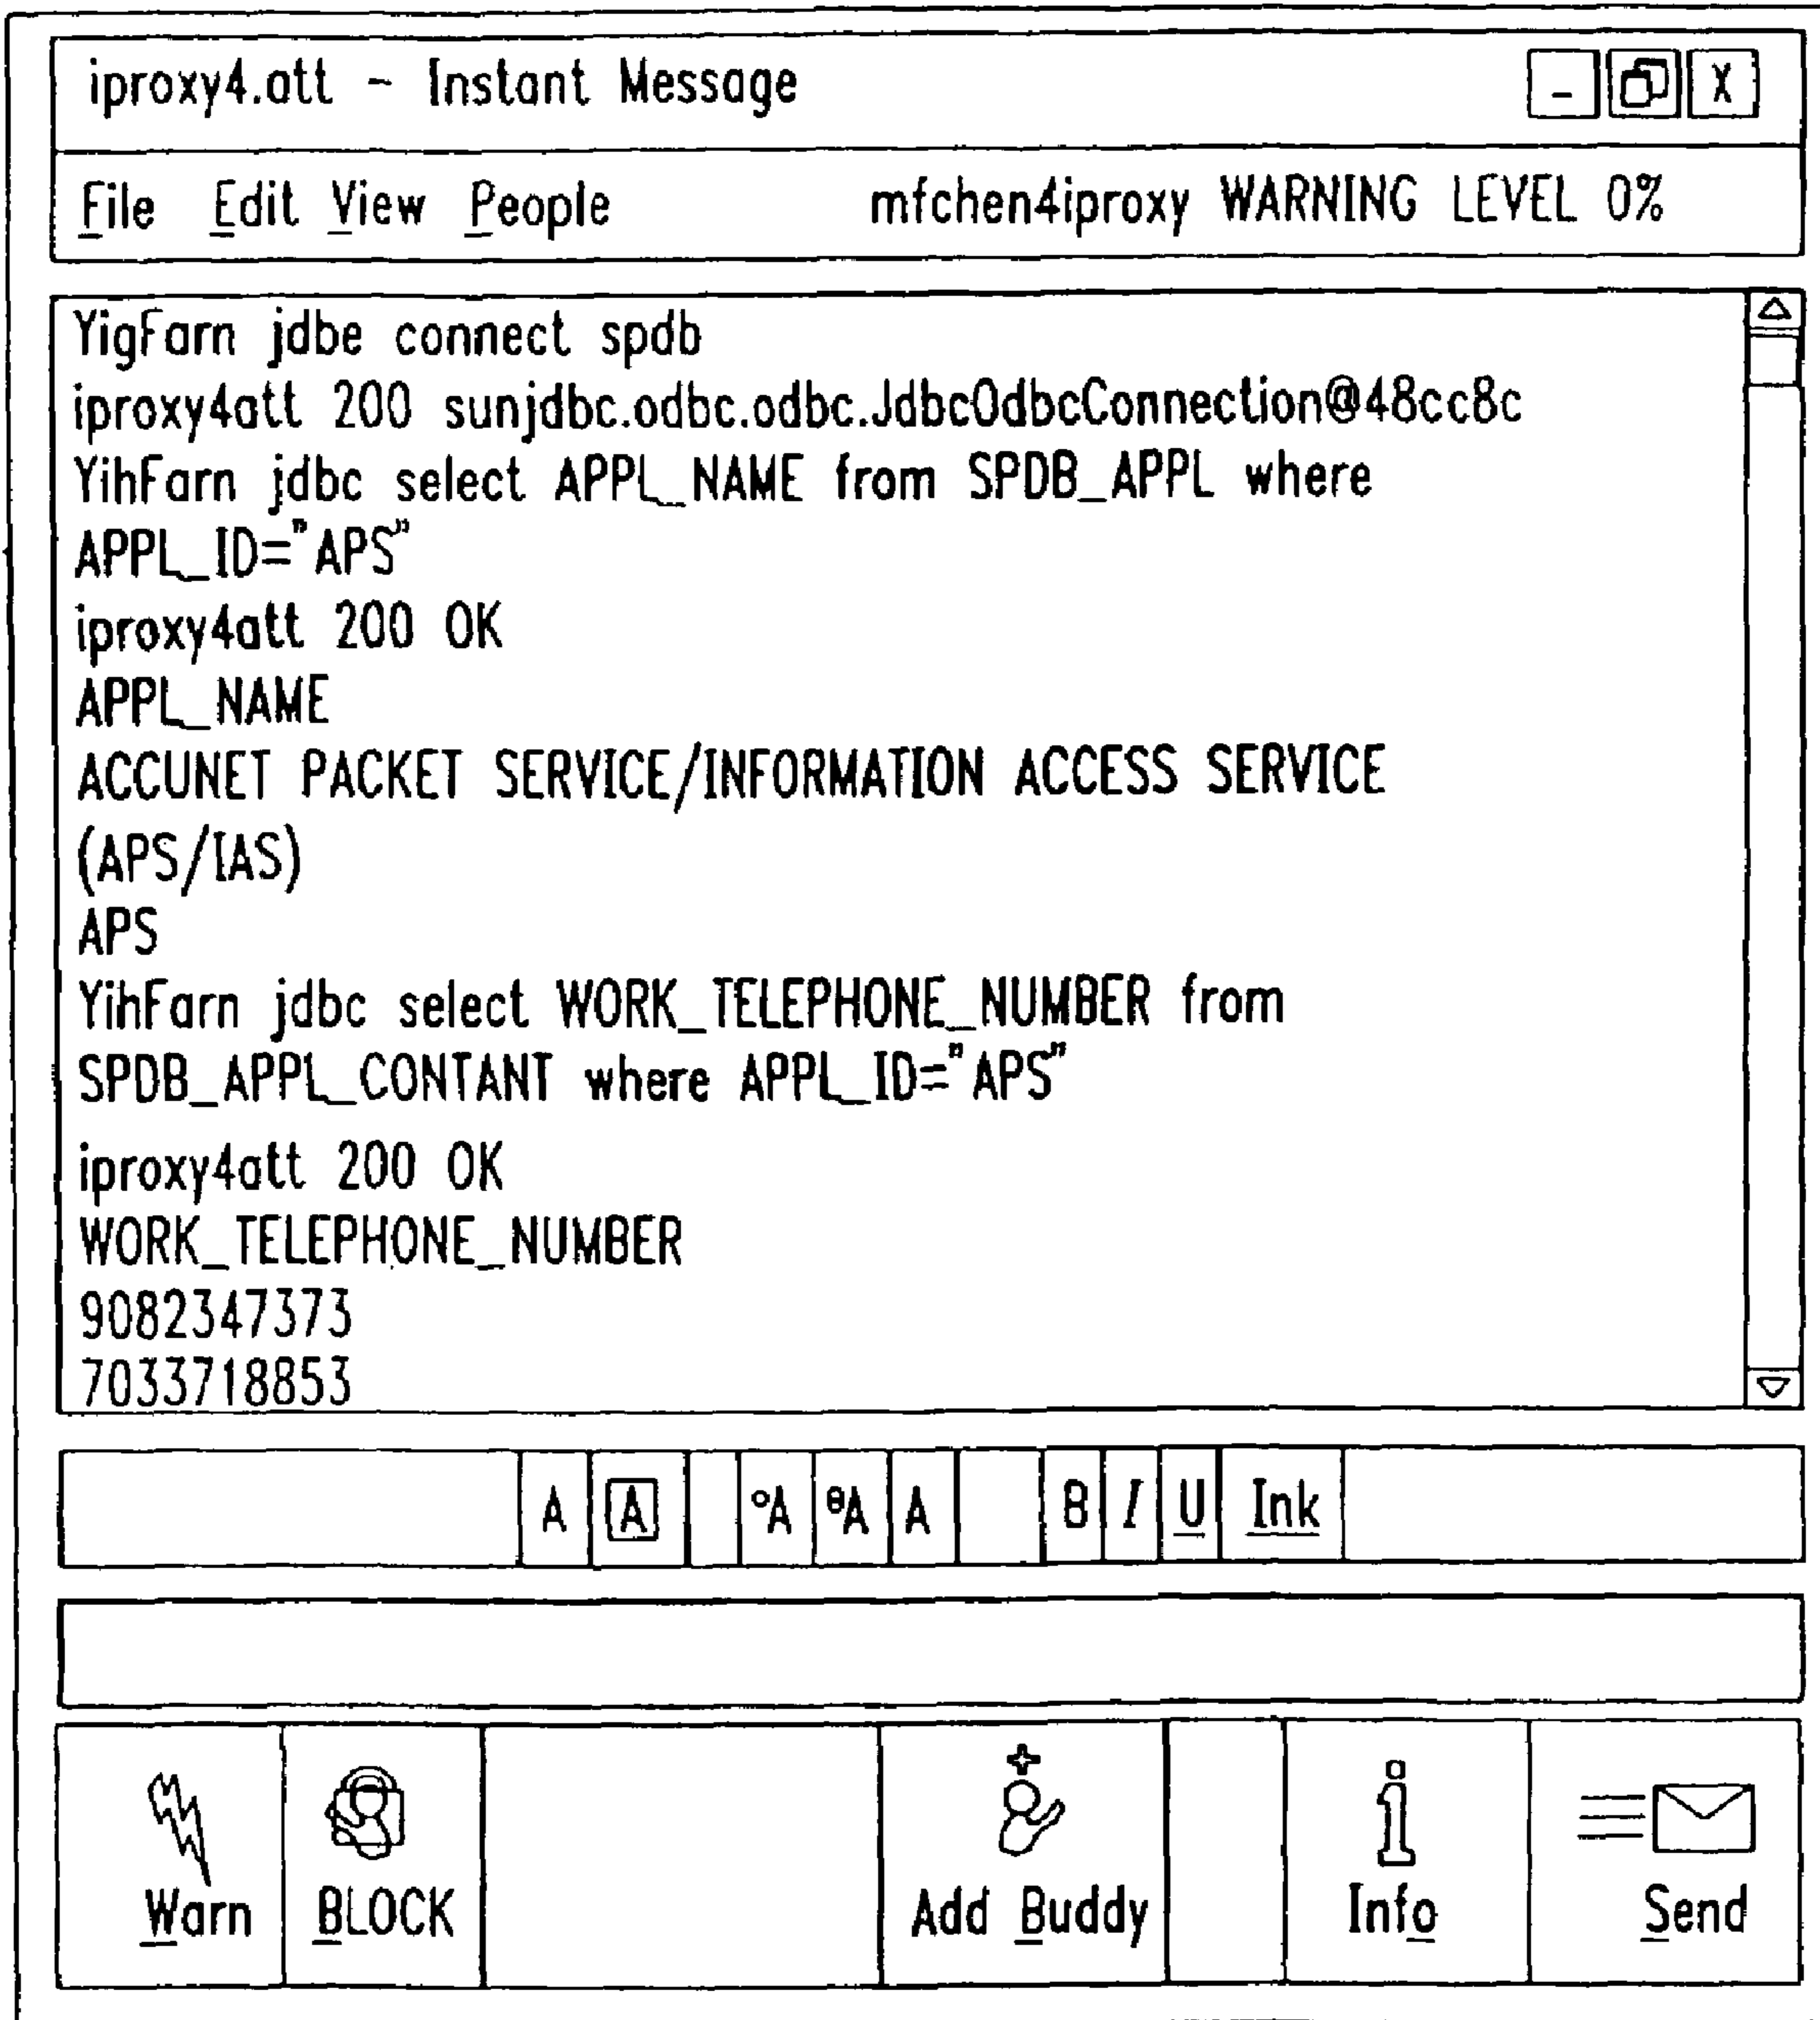 iproxy4.att - Instant Message - X
File Edit View People mfchen4iproxy WARNING LEVEL 0%
YigFarn jdbe connect spdb
iproxy4att 200 sunjdbc.odbc.odbc.JdbcOdbcConnection@48cc8c
YihFarn jdbc select APPL_NAME from SPDB_APPL where
APPL_ID="APS"
iproxy4att 200 OK
APPL_NAME
ACCUNET PACKET SERVICE/INFORMATION ACCESS SERVICE
(APS/IAS)
APS
YihFarn jdbc select WORK_TELEPHONE_NUMBER from
SPDB_APPL_CONTANT where APPL_ID="APS"
iproxy4att 200 OK
WORK_TELEPHONE_NUMBER
9082347373
7033718853
A A °A ᶿA A B I U Ink
Warn BLOCK Add Buddy Info Send